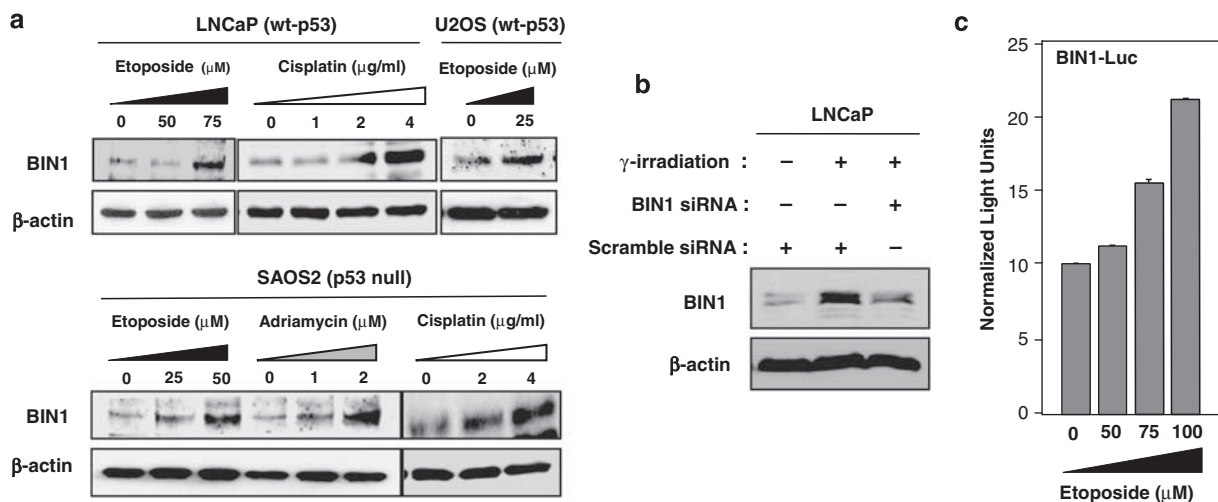 a
LNCaP (wt-p53) U2OS (wt-p53)
Etoposide (μM) Cisplatin (μg/ml) Etoposide (μM)
0 50 75 0 1 2 4 0 25
BIN1
β-actin
SAOS2 (p53 null)
Etoposide (μM) Adriamycin (μM) Cisplatin (μg/ml)
0 25 50 0 1 2 0 2 4
BIN1
β-actin
b
LNCaP
γ-irradiation : – + +
BIN1 siRNA : – – +
Scramble siRNA : + + –
BIN1
β-actin
c
BIN1-Luc
Normalized Light Units
25
20
15
10
5
0
0 50 75 100
Etoposide (μM)